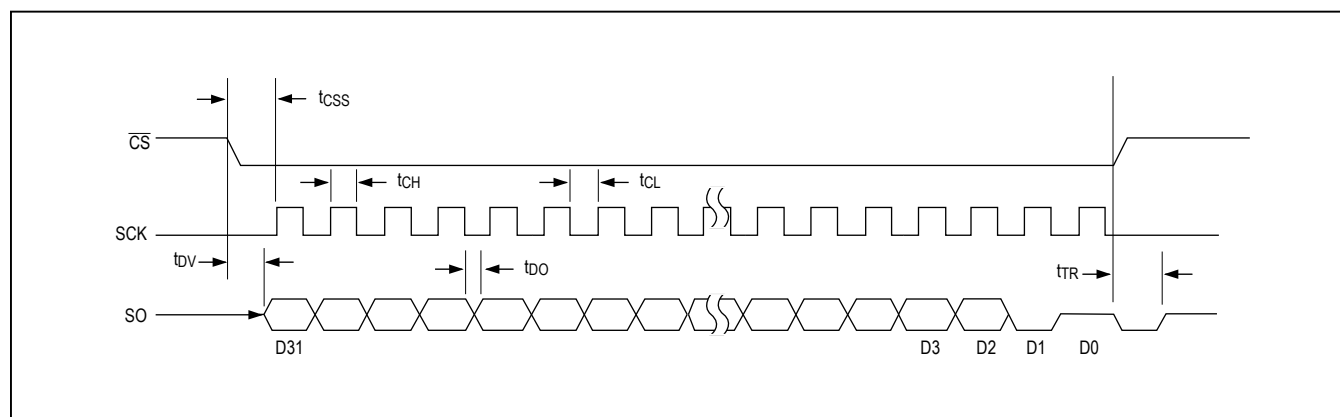 tCSS
CS
tCH
tCL
SCK
tDV
tDO
tTR
SO
D31
D3
D2
D1
D0